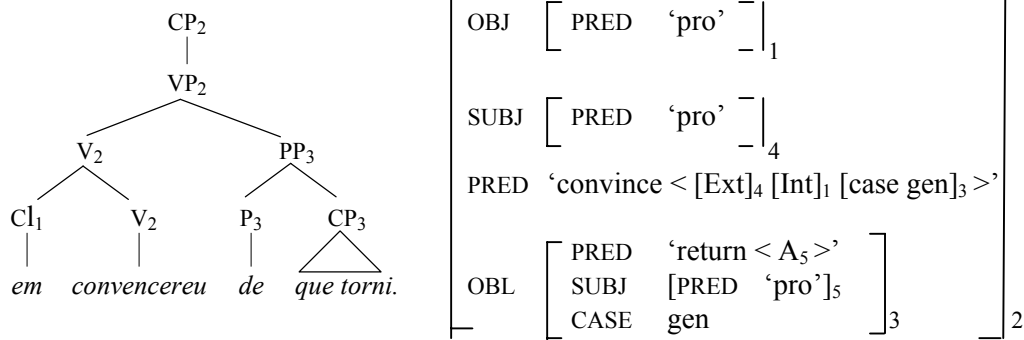 CP2
VP2
V2 PP3
Cl1 V2 P3 CP3
em convencereu de que torni.
OBJ [ PRED ‘pro’ ]1
SUBJ [ PRED ‘pro’ ]4
PRED ‘convince < [Ext]4 [Int]1 [case gen]3 >’
PRED ‘return < A5 >’
OBL SUBJ [PRED ‘pro’]5
CASE gen 3 2